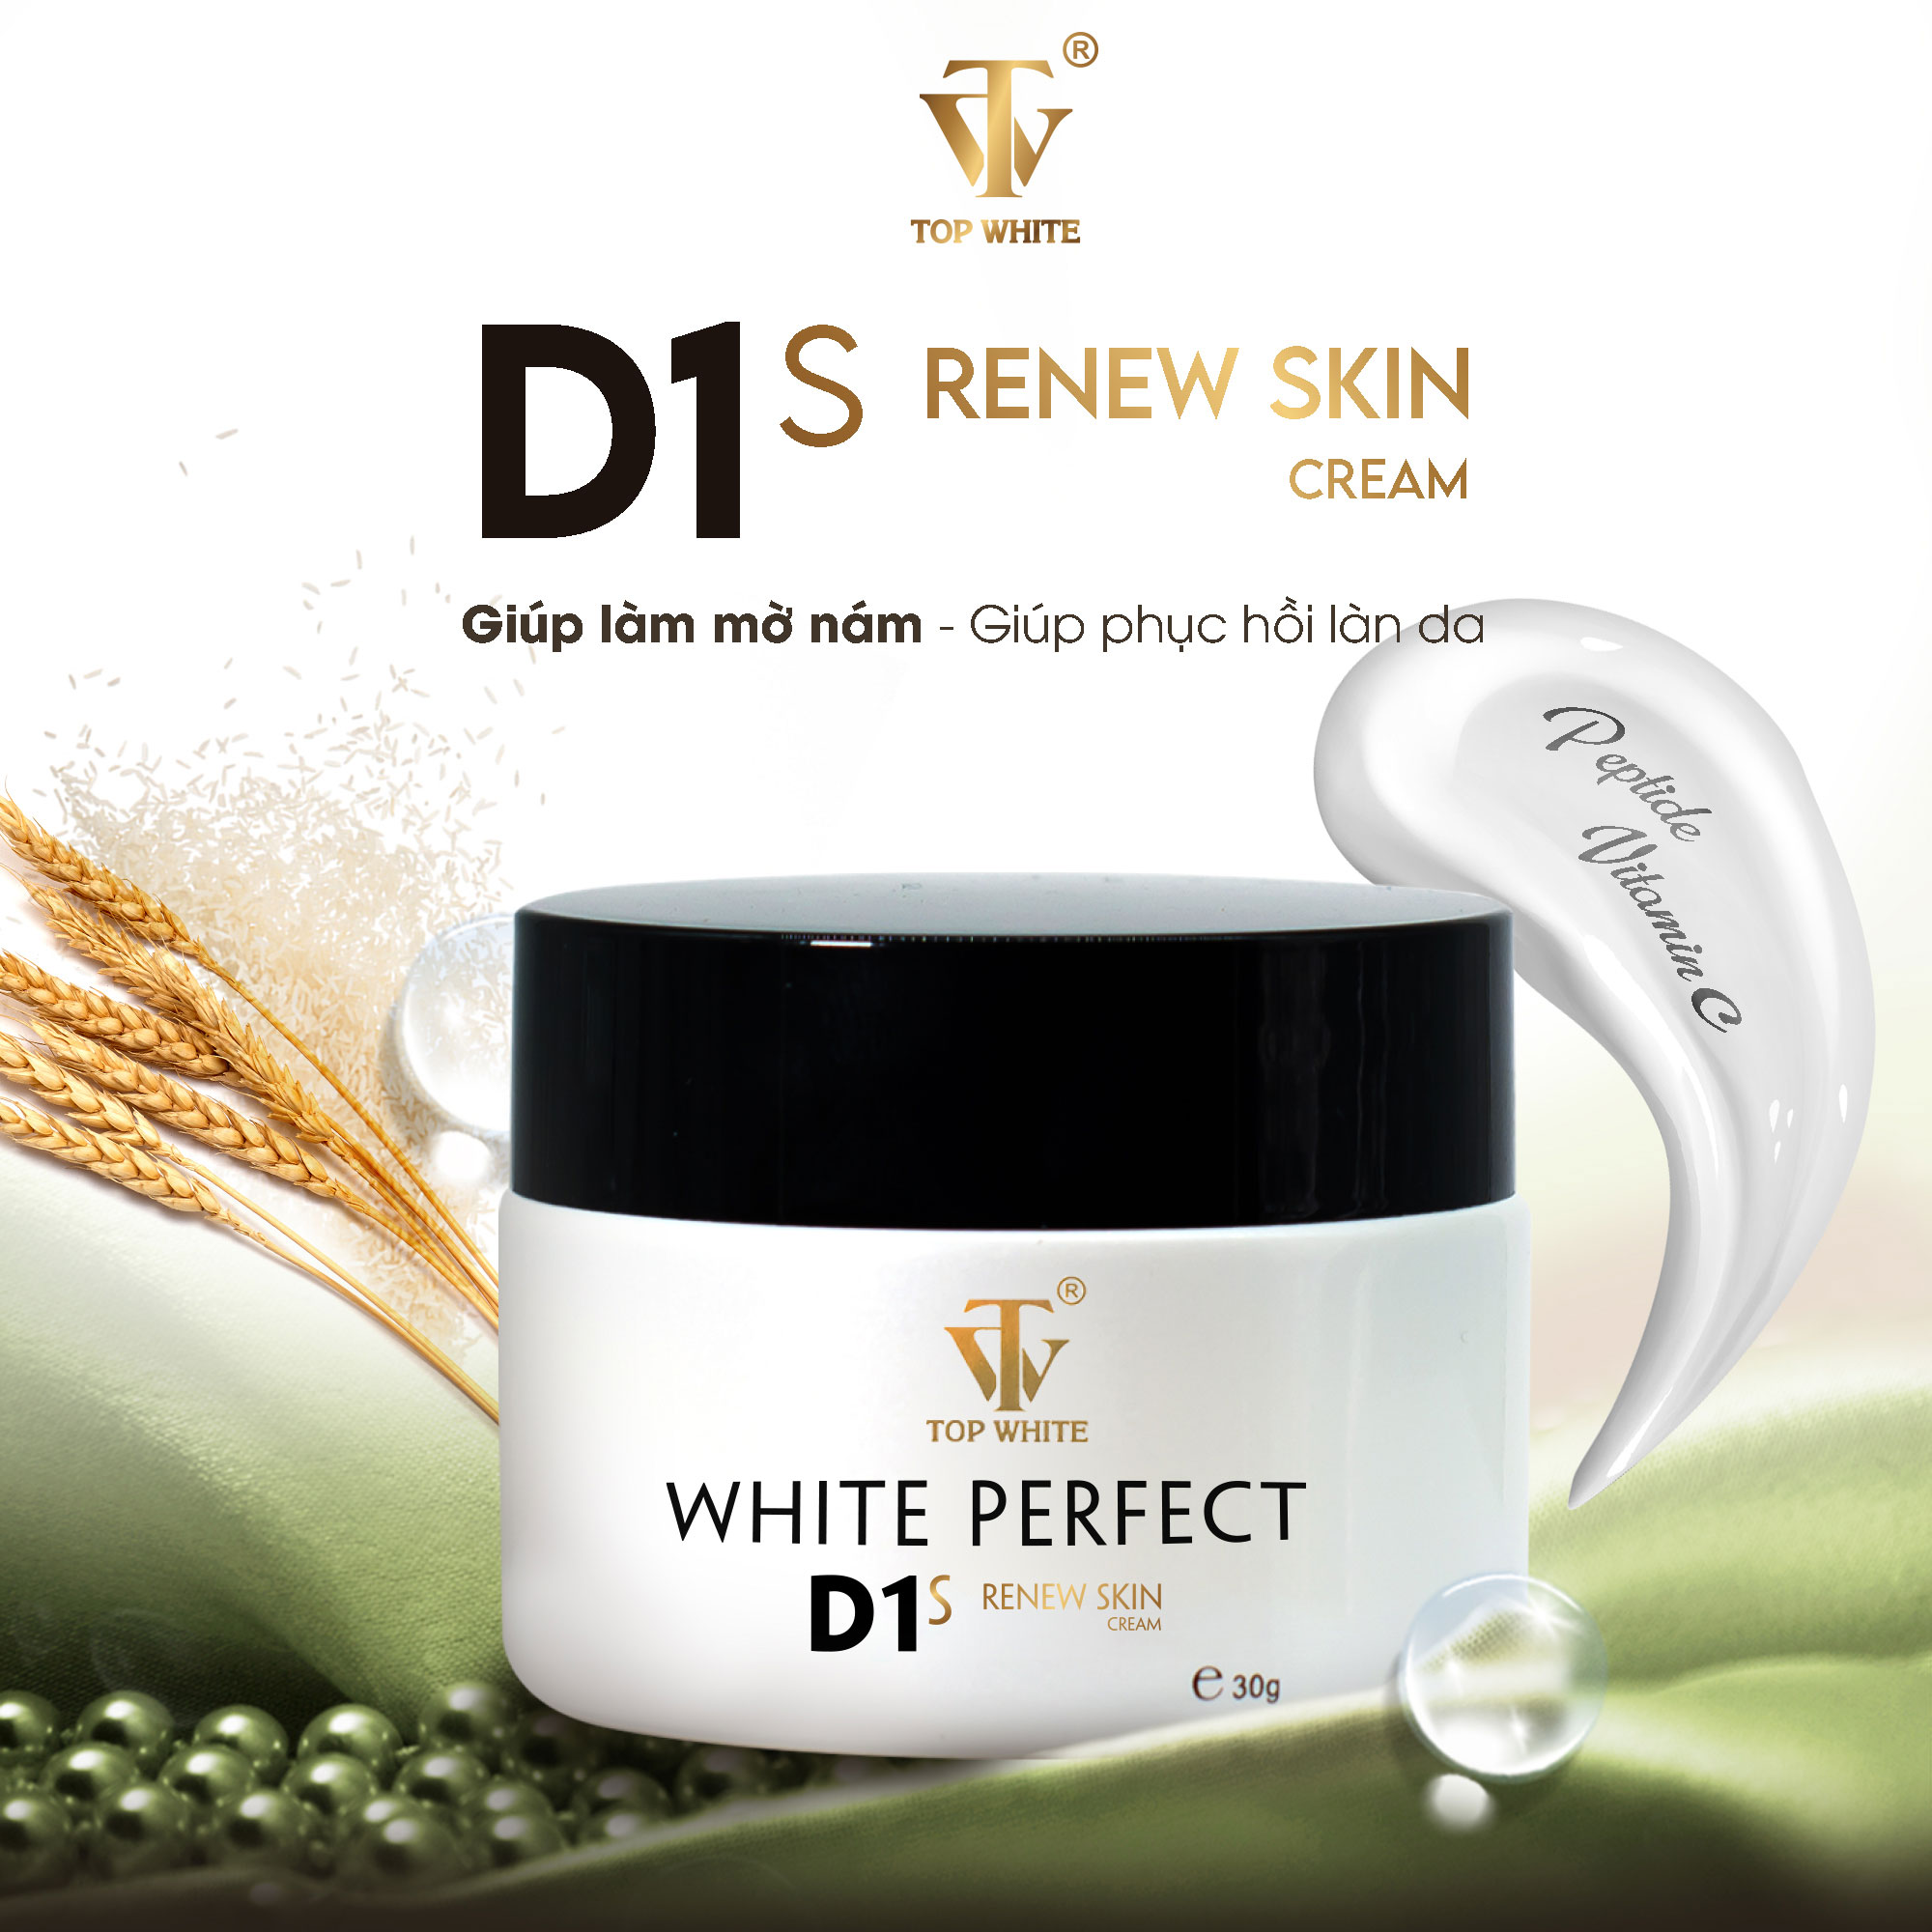 ®
TOP WHITE
D1S RENEW SKIN
CREAM
Giúp làm mờ nám - Giúp phục hồi làn da
Peptide
Vitamin C
®
TOP WHITE
WHITE PERFECT
D1S RENEW SKIN
CREAM
e 30g